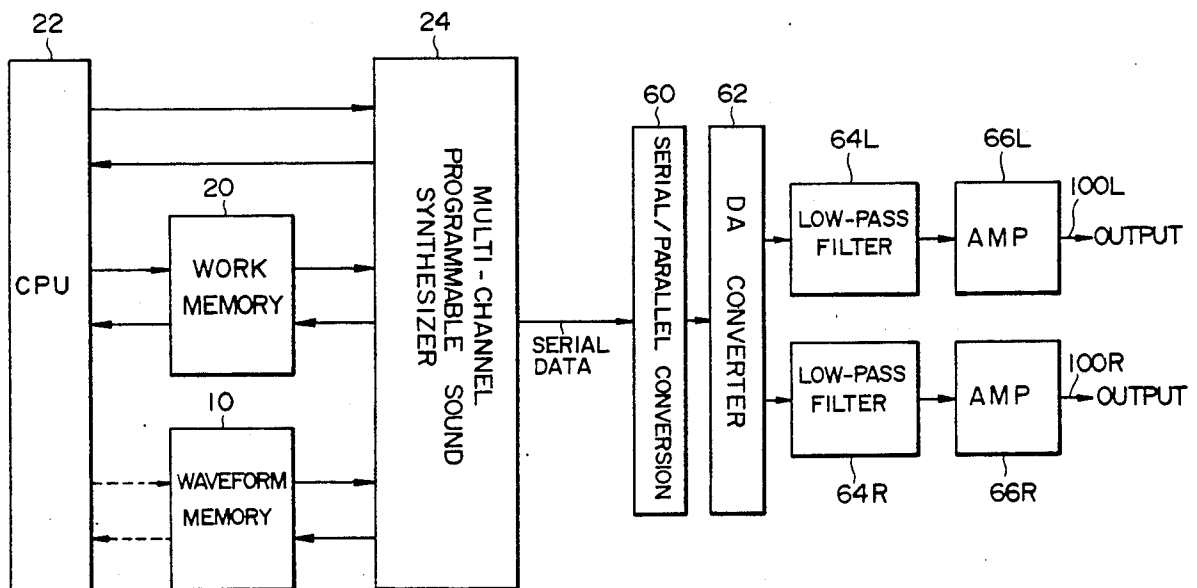 22
24
CPU
20
WORK
MEMORY
10
WAVEFORM
MEMORY
MULTI-CHANNEL
PROGRAMMABLE SOUND
SYNTHESIZER
SERIAL
DATA
60
SERIAL/PARALLEL CONVERSION
62
DA CONVERTER
64L
LOW-PASS
FILTER
66L
AMP
100L
OUTPUT
LOW-PASS
FILTER
64R
AMP
66R
100R
OUTPUT